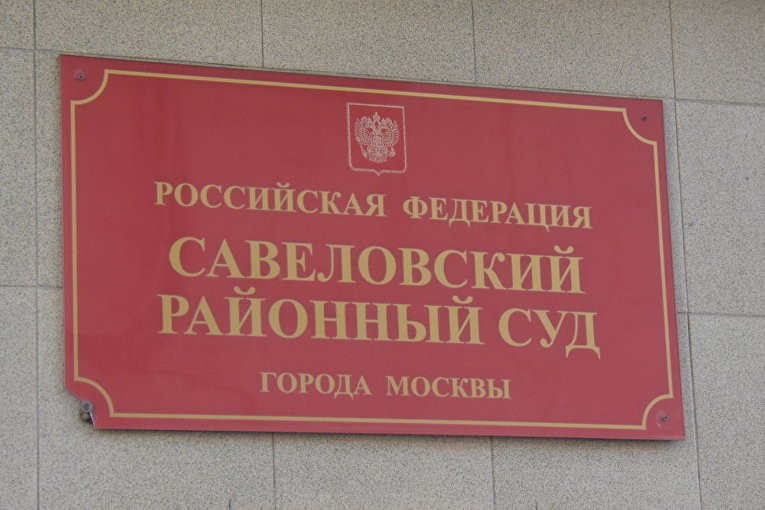 РОССИЙСКАЯ ФЕДЕРАЦИЯ
САВЕЛОВСКИЙ
РАЙОННЫЙ СУД
ГОРОДА МОСКВЫ